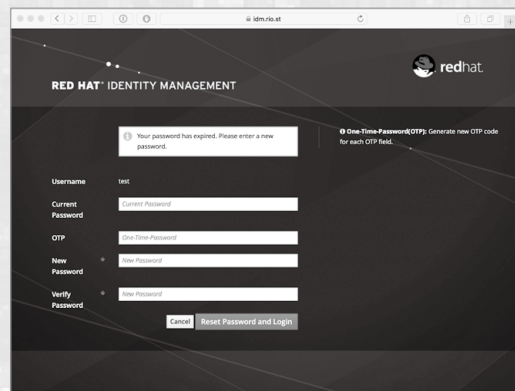 idm.rio.st
redhat.
RED HAT® IDENTITY MANAGEMENT
Your password has expired. Please enter a new
password.
One-Time-Password(OTP): Generate new OTP code
for each OTP field.
Username
test
Current
Password
Current Password
OTP
One-Time-Password
New
Password
*
New Password
Verify
Password
*
New Password
Cancel
Reset Password and Login